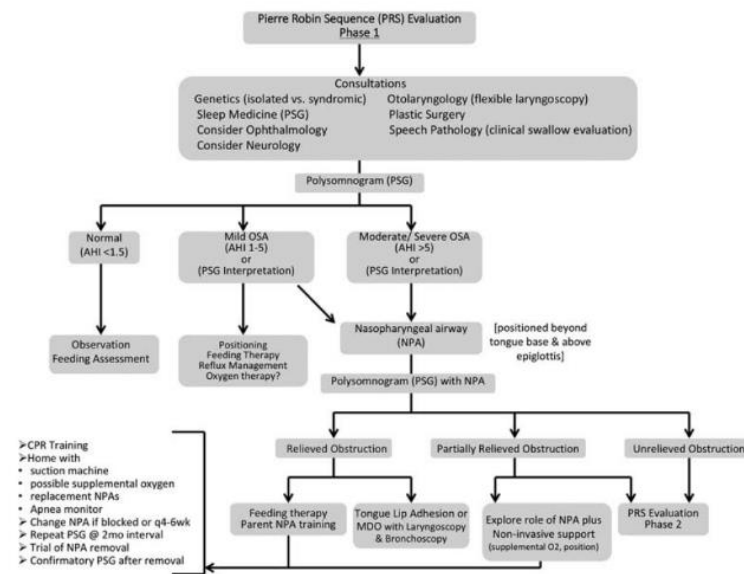 Pierre Robin Sequence (PRS) Evaluation
Phase 1
Consultations
Genetics (isolated vs. syndromic)
Sleep Medicine (PSG)
Consider Ophthalmology
Consider Neurology
Otolaryngology (flexible laryngoscopy)
Plastic Surgery
Speech Pathology (clinical swallow evaluation)
Polysomnogram (PSG)
Normal
(AHI <1.5)
Mild OSA
(AHI 1-5)
or
(PSG Interpretation)
Moderate/ Severe OSA
(AHI >5)
or
(PSG Interpretation)
Observation
Feeding Assessment
Positioning
Feeding Therapy
Reflux Management
Oxygen therapy?
Nasopharyngeal airway
(NPA)
[positioned beyond
tongue base & above
epiglottis]
Polysomnogram (PSG) with NPA
Relieved Obstruction
Partially Relieved Obstruction
Unrelieved Obstruction
Feeding therapy
Parent NPA training
Tongue Lip Adhesion or
MDO with Laryngoscopy
& Bronchoscopy
Explore role of NPA plus
Non-invasive support
(supplemental O2, position)
PRS Evaluation
Phase 2
➢CPR Training
➢Home with
• suction machine
• possible supplemental oxygen
• replacement NPAs
• Apnea monitor
➢Change NPA if blocked or q4-6wk
➢Repeat PSG @ 2mo interval
➢Trial of NPA removal
➢Confirmatory PSG after removal